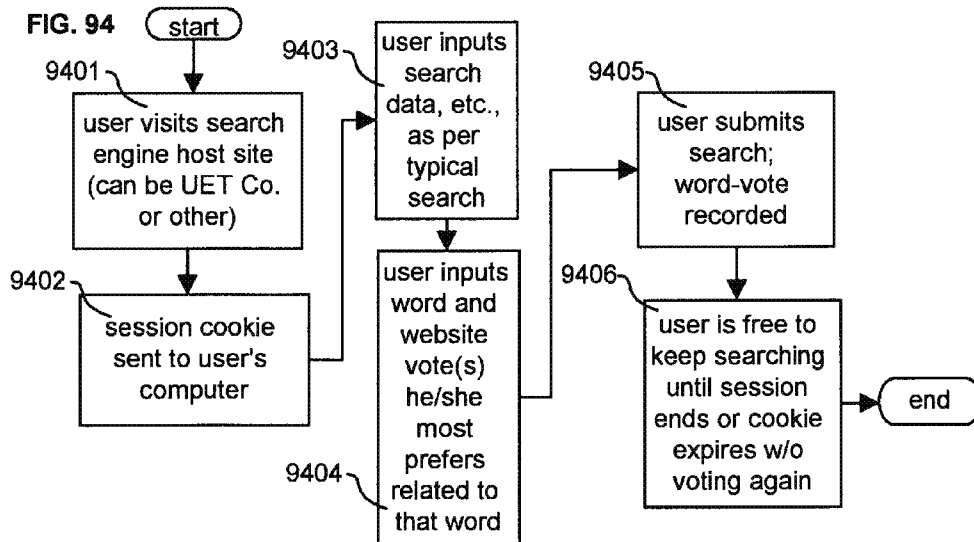 FIG. 94
start
9401
user visits search
engine host site
(can be UET Co.
or other)
9402
session cookie
sent to user's
computer
9403
user inputs
search
data, etc.,
as per
typical
search
user inputs
word and
website
vote(s)
he/she
most
prefers
related to
that word
9404
9405
user submits
search;
word-vote
recorded
9406
user is free to
keep searching
until session
ends or cookie
expires w/o
voting again
end